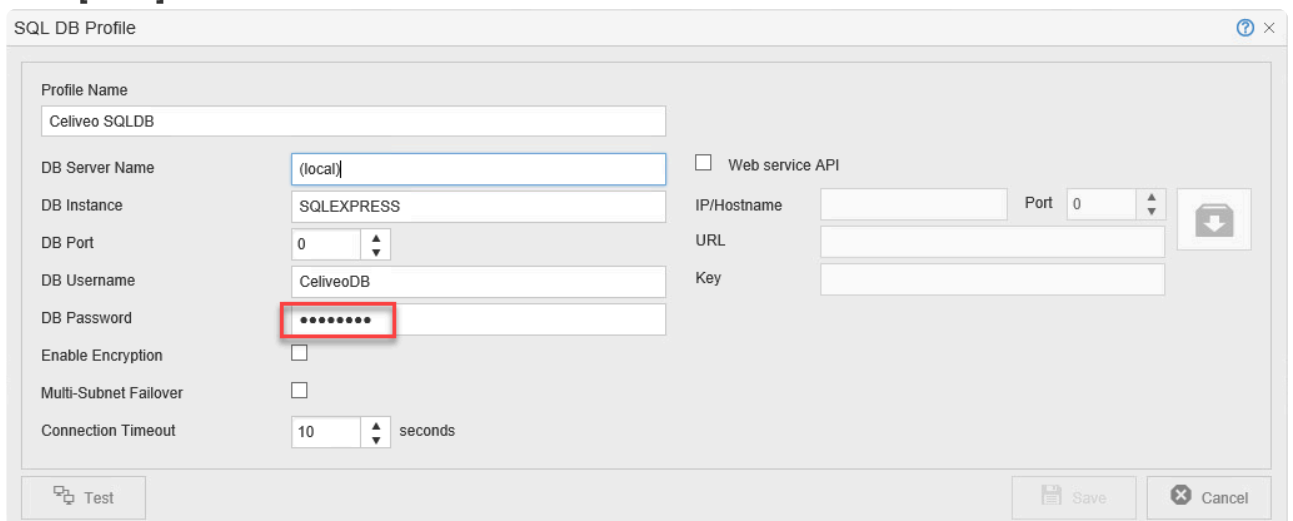 SQL DB Profile
Profile Name
Celiveo SQLDB
DB Server Name (local)
Web service API
DB Instance SQLEXPRESS
IP/Hostname Port 0
DB Port 0
URL
DB Username CeliveoDB
Key
DB Password ••••••••
Enable Encryption
Multi-Subnet Failover
Connection Timeout 10 seconds
Test Save Cancel